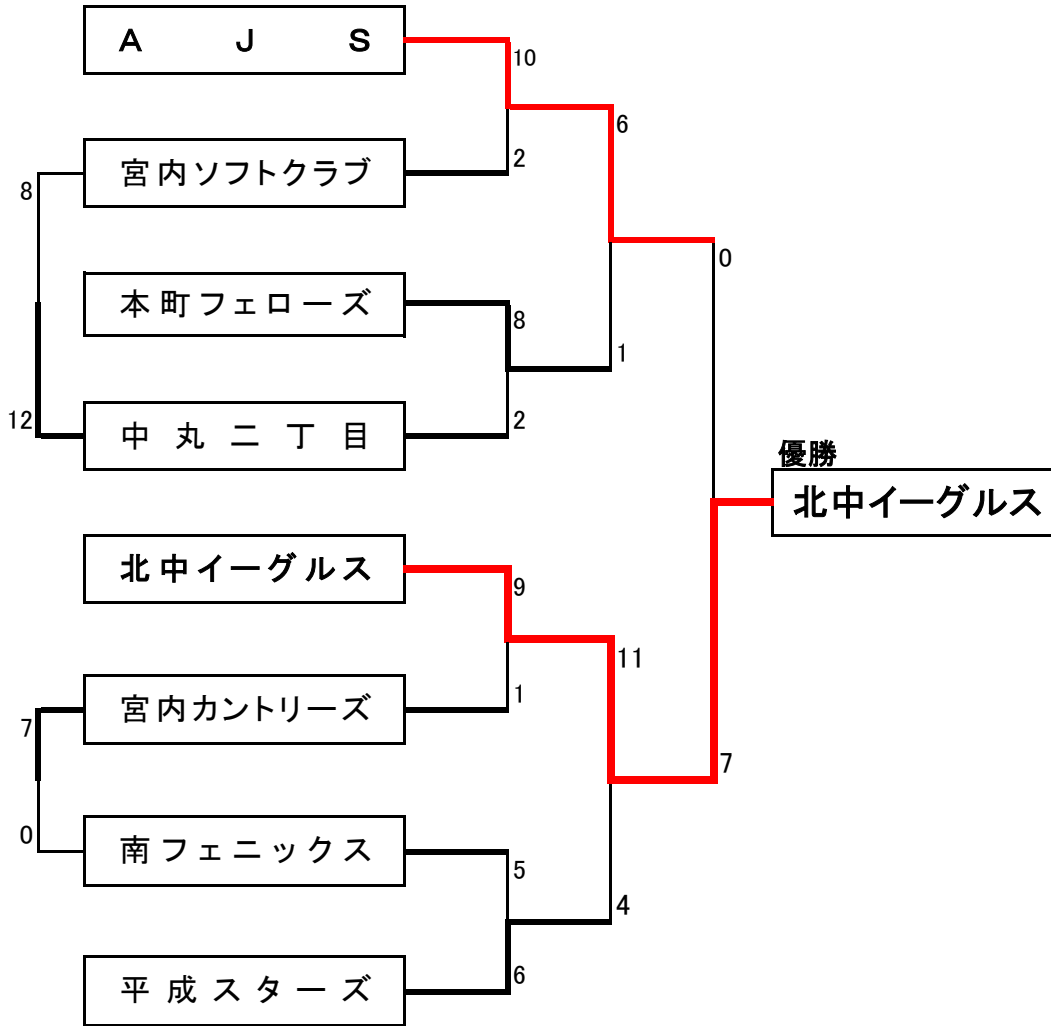 Ａ Ｊ Ｓ
10
6
宮内ソフトクラブ
2
8
0
本町フェローズ
8
1
12
中丸二丁目
2
優勝
北中イーグルス
北中イーグルス
9
11
宮内カントリーズ
1
7
7
0
南フェニックス
5
4
平成スターズ
6